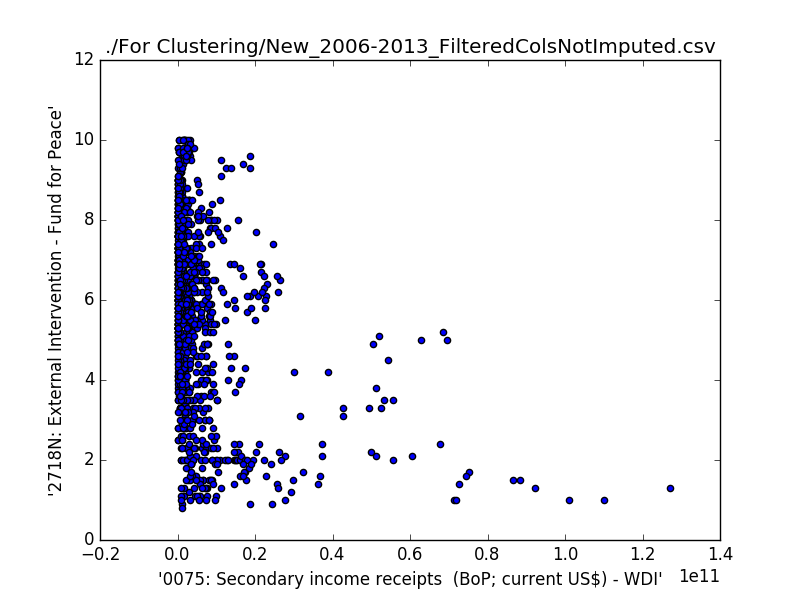 ./For Clustering/New_2006-2013_FilteredColsNotImputed.csv
'2718N: External Intervention - Fund for Peace'
12
10
8
6
4
2
0
−0.2 0.0 0.2 0.4 0.6 0.8 1.0 1.2 1.4
1e11
'0075: Secondary income receipts  (BoP; current US$) - WDI'